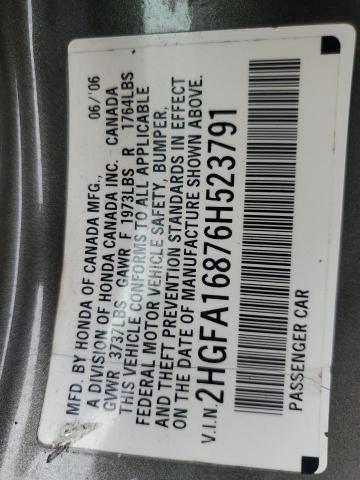 MFD. BY HONDA OF CANADA MFG., 06/'06
A DIVISION OF HONDA CANADA INC. CANADA
GVWR 3737LBS GAWR F 1973LBS R 1764LBS
THIS VEHICLE CONFORMS TO ALL APPLICABLE
FEDERAL MOTOR VEHICLE SAFETY, BUMPER,
AND THEFT PREVENTION STANDARDS IN EFFECT
ON THE DATE OF MANUFACTURE SHOWN ABOVE.
V.I.N. 2HGFA16876H523791
PASSENGER CAR